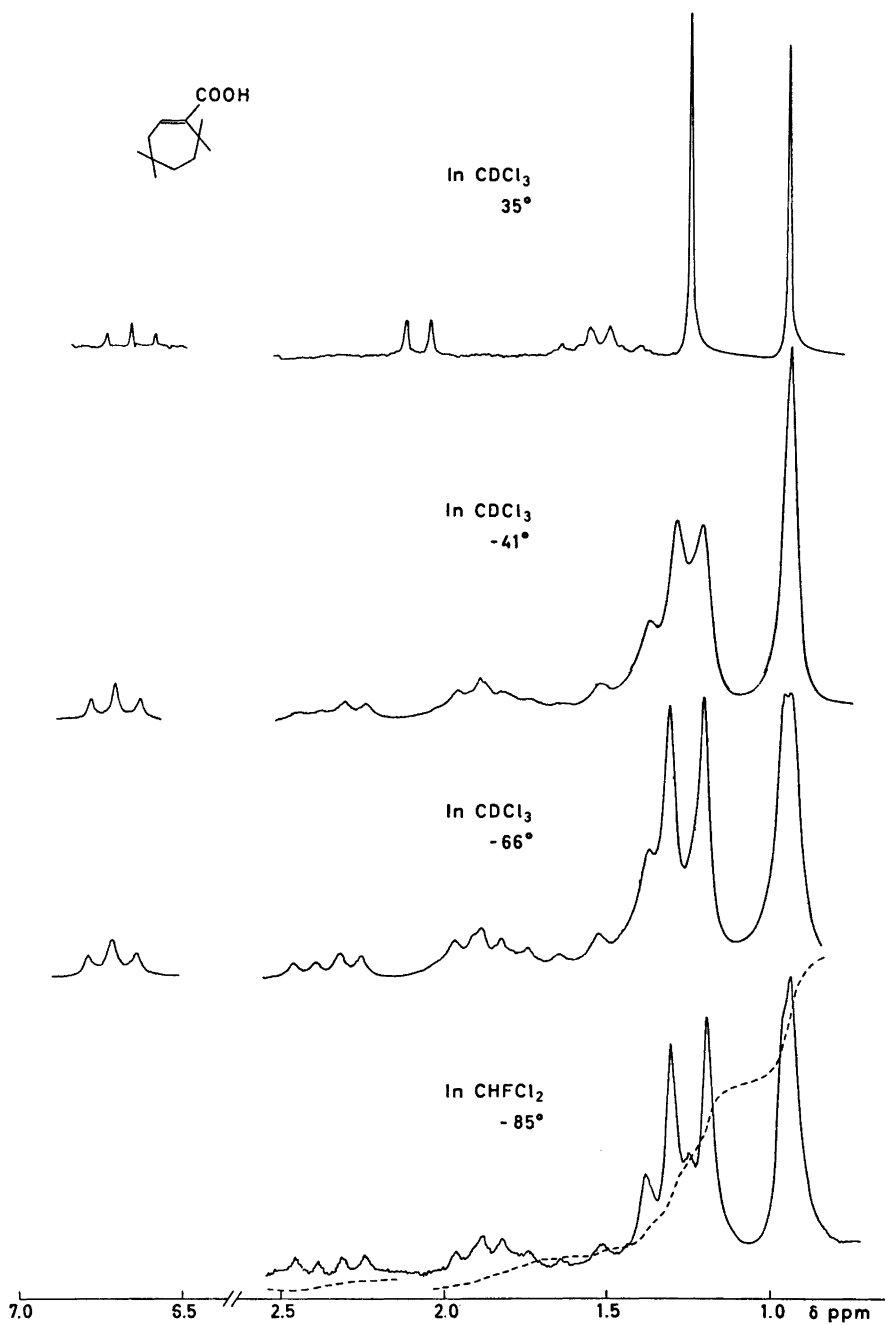 COOH
In CDCl₃
35°
In CDCl₃
-41°
In CDCl₃
-66°
In CHFCl₂
-85°
7.0 6.5 2.5 2.0 1.5 1.0 δ ppm